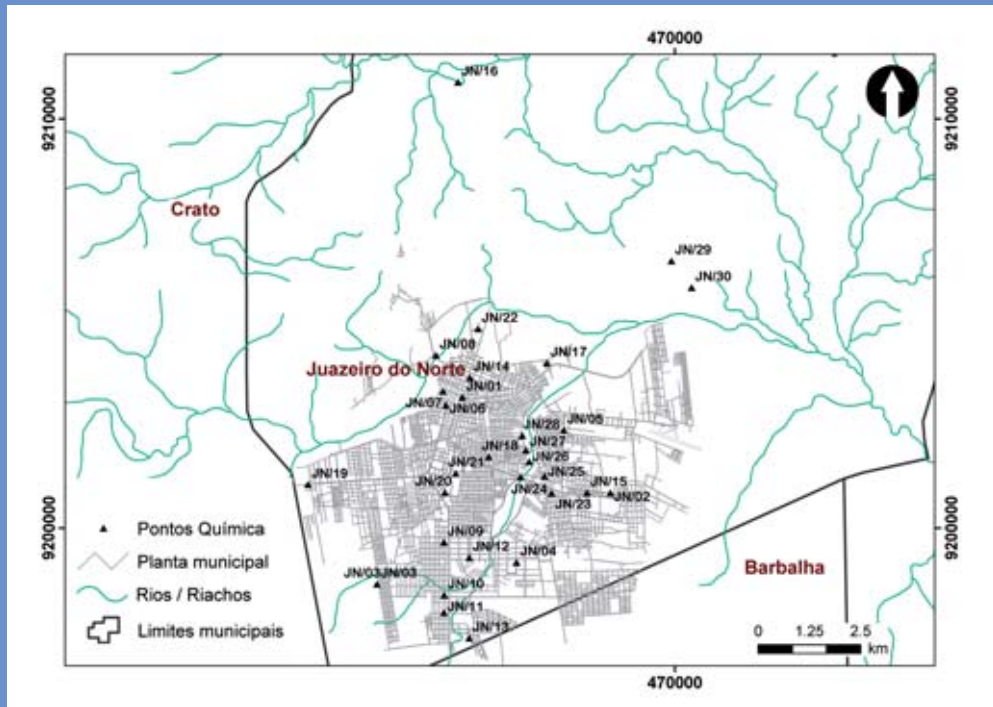 470000
JN/16
9210000
9210000
Crato
JN/29
JN/30
JN/22
JN/08
JN/17
Juazeiro do Norte
JN/14
JN/01
JN/07
JN/06
JN/05
JN/28
JN/27
JN/18
JN/26
JN/21
JN/25
JN/19
JN/20
JN/24
JN/15
JN/23
JN/02
9200000
9200000
Pontos Química
JN/09
JN/12
JN/04
Planta municipal
Barbalha
JN/03JN/03
Rios / Riachos
JN/10
JN/11
Limites municipais
JN/13
0 1.25 2.5
km
470000